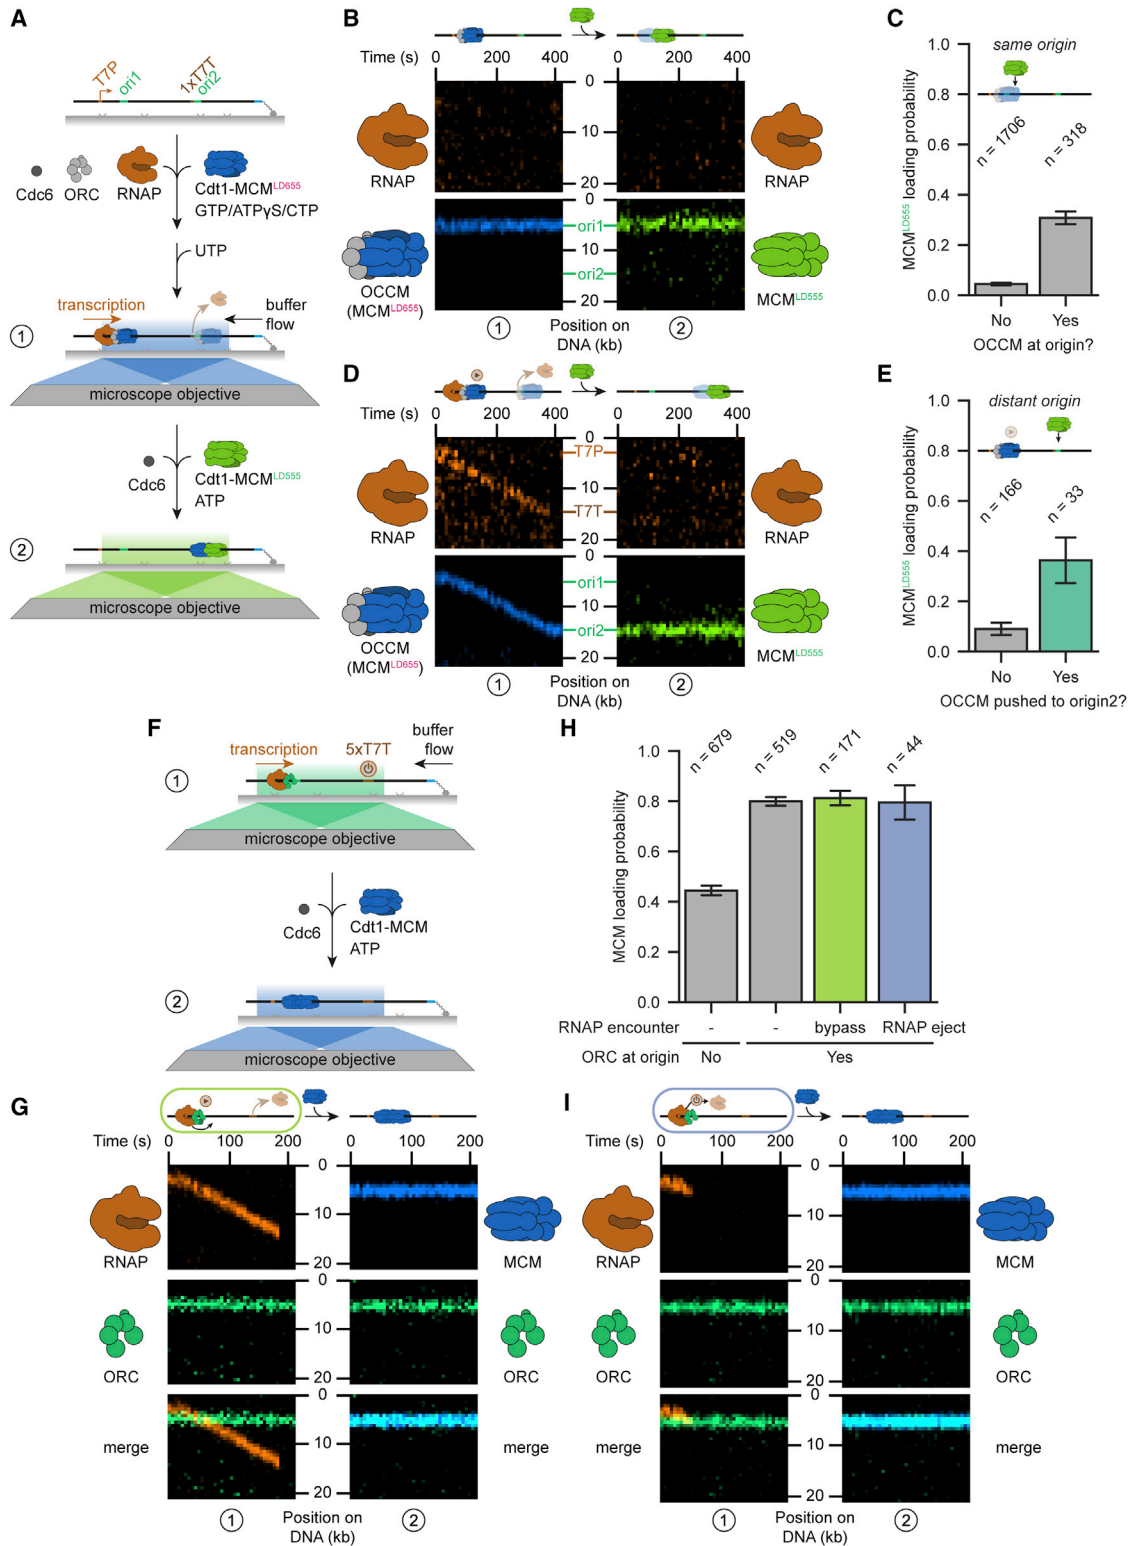 A
T7P
ori1
1xT7T
ori2
Cdc6
ORC
RNAP
Cdt1-MCM^LD655
GTP/ATPγS/CTP
UTP
transcription
buffer
flow
1
microscope objective
Cdc6
Cdt1-MCM^LD555
ATP
2
microscope objective
B
Time (s)
0 200 400
0 200 400
RNAP
0
10
20
RNAP
OCCM
(MCM^LD655)
0
ori1
10
ori2
20
MCM^LD555
1
Position on
DNA (kb)
2
C
same origin
MCM^LD555 loading probability
1.0
0.8
0.6
0.4
0.2
0.0
n = 1706
n = 318
No
Yes
OCCM at origin?
D
Time (s)
0 200 400
0 200 400
RNAP
0
T7P
10
T7T
20
RNAP
OCCM
(MCM^LD655)
0
ori1
10
ori2
20
MCM^LD555
1
Position on
DNA (kb)
2
E
distant origin
MCM^LD555 loading probability
1.0
0.8
0.6
0.4
0.2
0.0
n = 166
n = 33
No
Yes
OCCM pushed to origin2?
F
transcription
5xT7T
buffer
flow
1
microscope objective
Cdc6
Cdt1-MCM
ATP
2
microscope objective
H
MCM loading probability
1.0
0.8
0.6
0.4
0.2
0.0
n = 679
n = 519
n = 171
n = 44
RNAP encounter - - bypass RNAP eject
ORC at origin No Yes
G
Time (s)
0 100 200
0 100 200
RNAP
0
10
20
MCM
ORC
0
10
20
ORC
merge
0
10
20
merge
1
Position on
DNA (kb)
2
I
Time (s)
0 100 200
0 100 200
RNAP
0
10
20
MCM
ORC
0
10
20
ORC
merge
0
10
20
merge
1
Position on
DNA (kb)
2